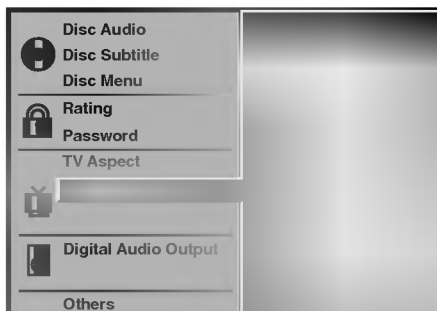 Disc Audio
Disc Subtitle
Disc Menu
Rating
Password
TV Aspect
Digital Audio Output
Others